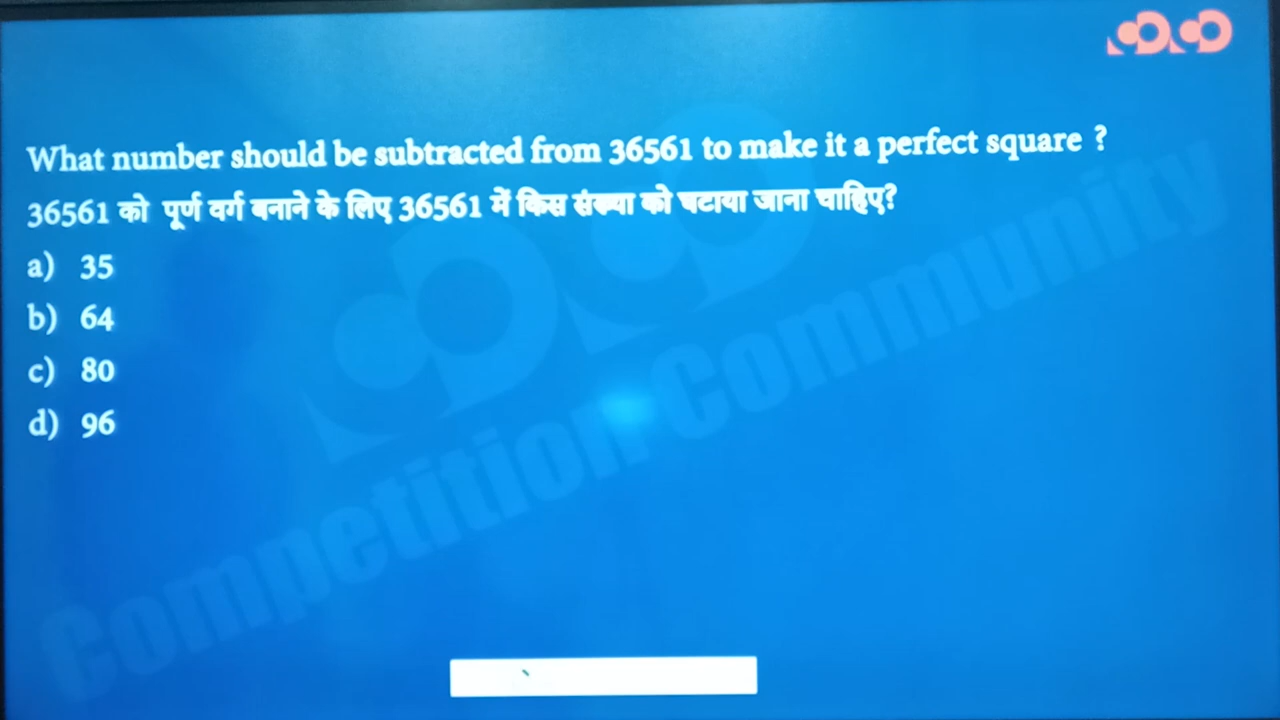 What number should be subtracted from 36561 to make it a perfect square ?
36561 को पूर्ण वर्ग बनाने के लिए 36561 में किस संख्या को घटाया जाना चाहिए?
a) 35
b) 64
c) 80
d) 96
Competition Community